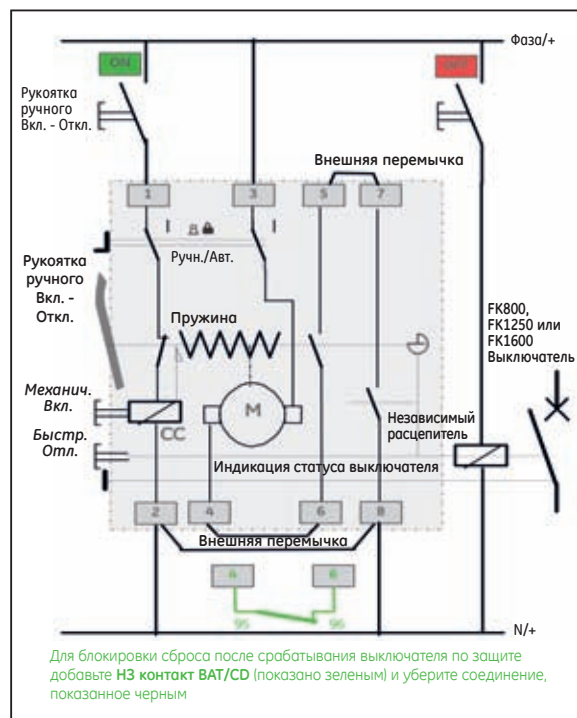 Фаза/+
ON
OFF
Рукоятка
ручного
Вкл. - Откл.
Внешняя перемычка
1
3
5
7
Ручн./Авт.
Рукоятка
ручного
Вкл. -
Откл.
Пружина
FK800,
FK1250 или
FK1600
Выключатель
M
Механич.
Вкл.
CC
Независимый
расцепитель
Быстр.
Отл.
Индикация статуса выключателя
2
4
6
8
Внешняя перемычка
95
96
N/+
Для блокировки сброса после срабатывания выключателя по защите
добавьте НЗ контакт BAT/CD (показано зеленым) и уберите соединение,
показанное черным